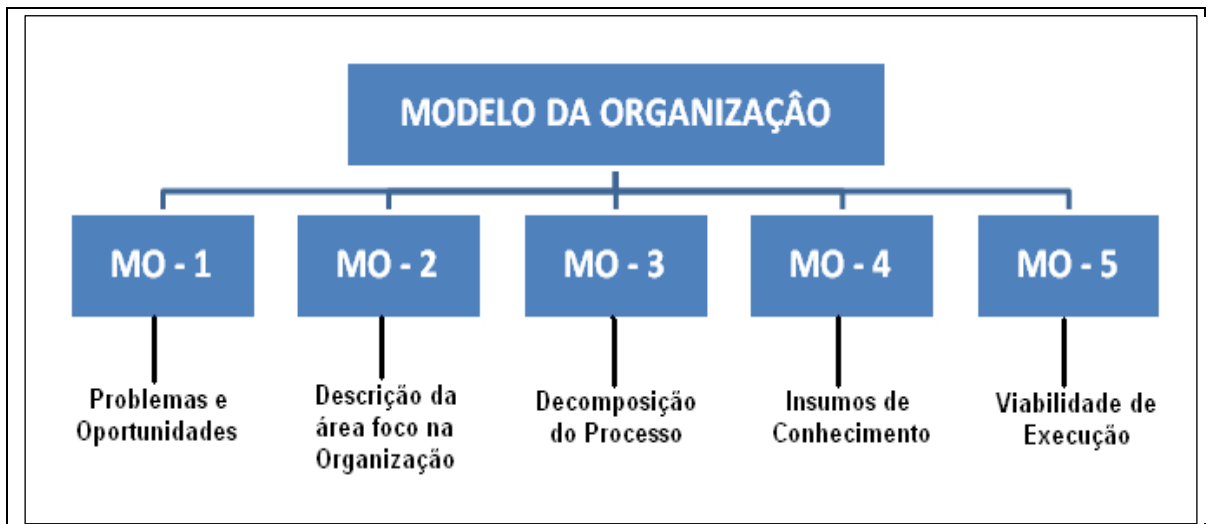 MODELO DA ORGANIZAÇÂO
MO - 1
MO - 2
MO - 3
MO - 4
MO - 5
Problemas e
Oportunidades
Descrição da
área foco na
Organização
Decomposição
do Processo
Insumos de
Conhecimento
Viabilidade de
Execução